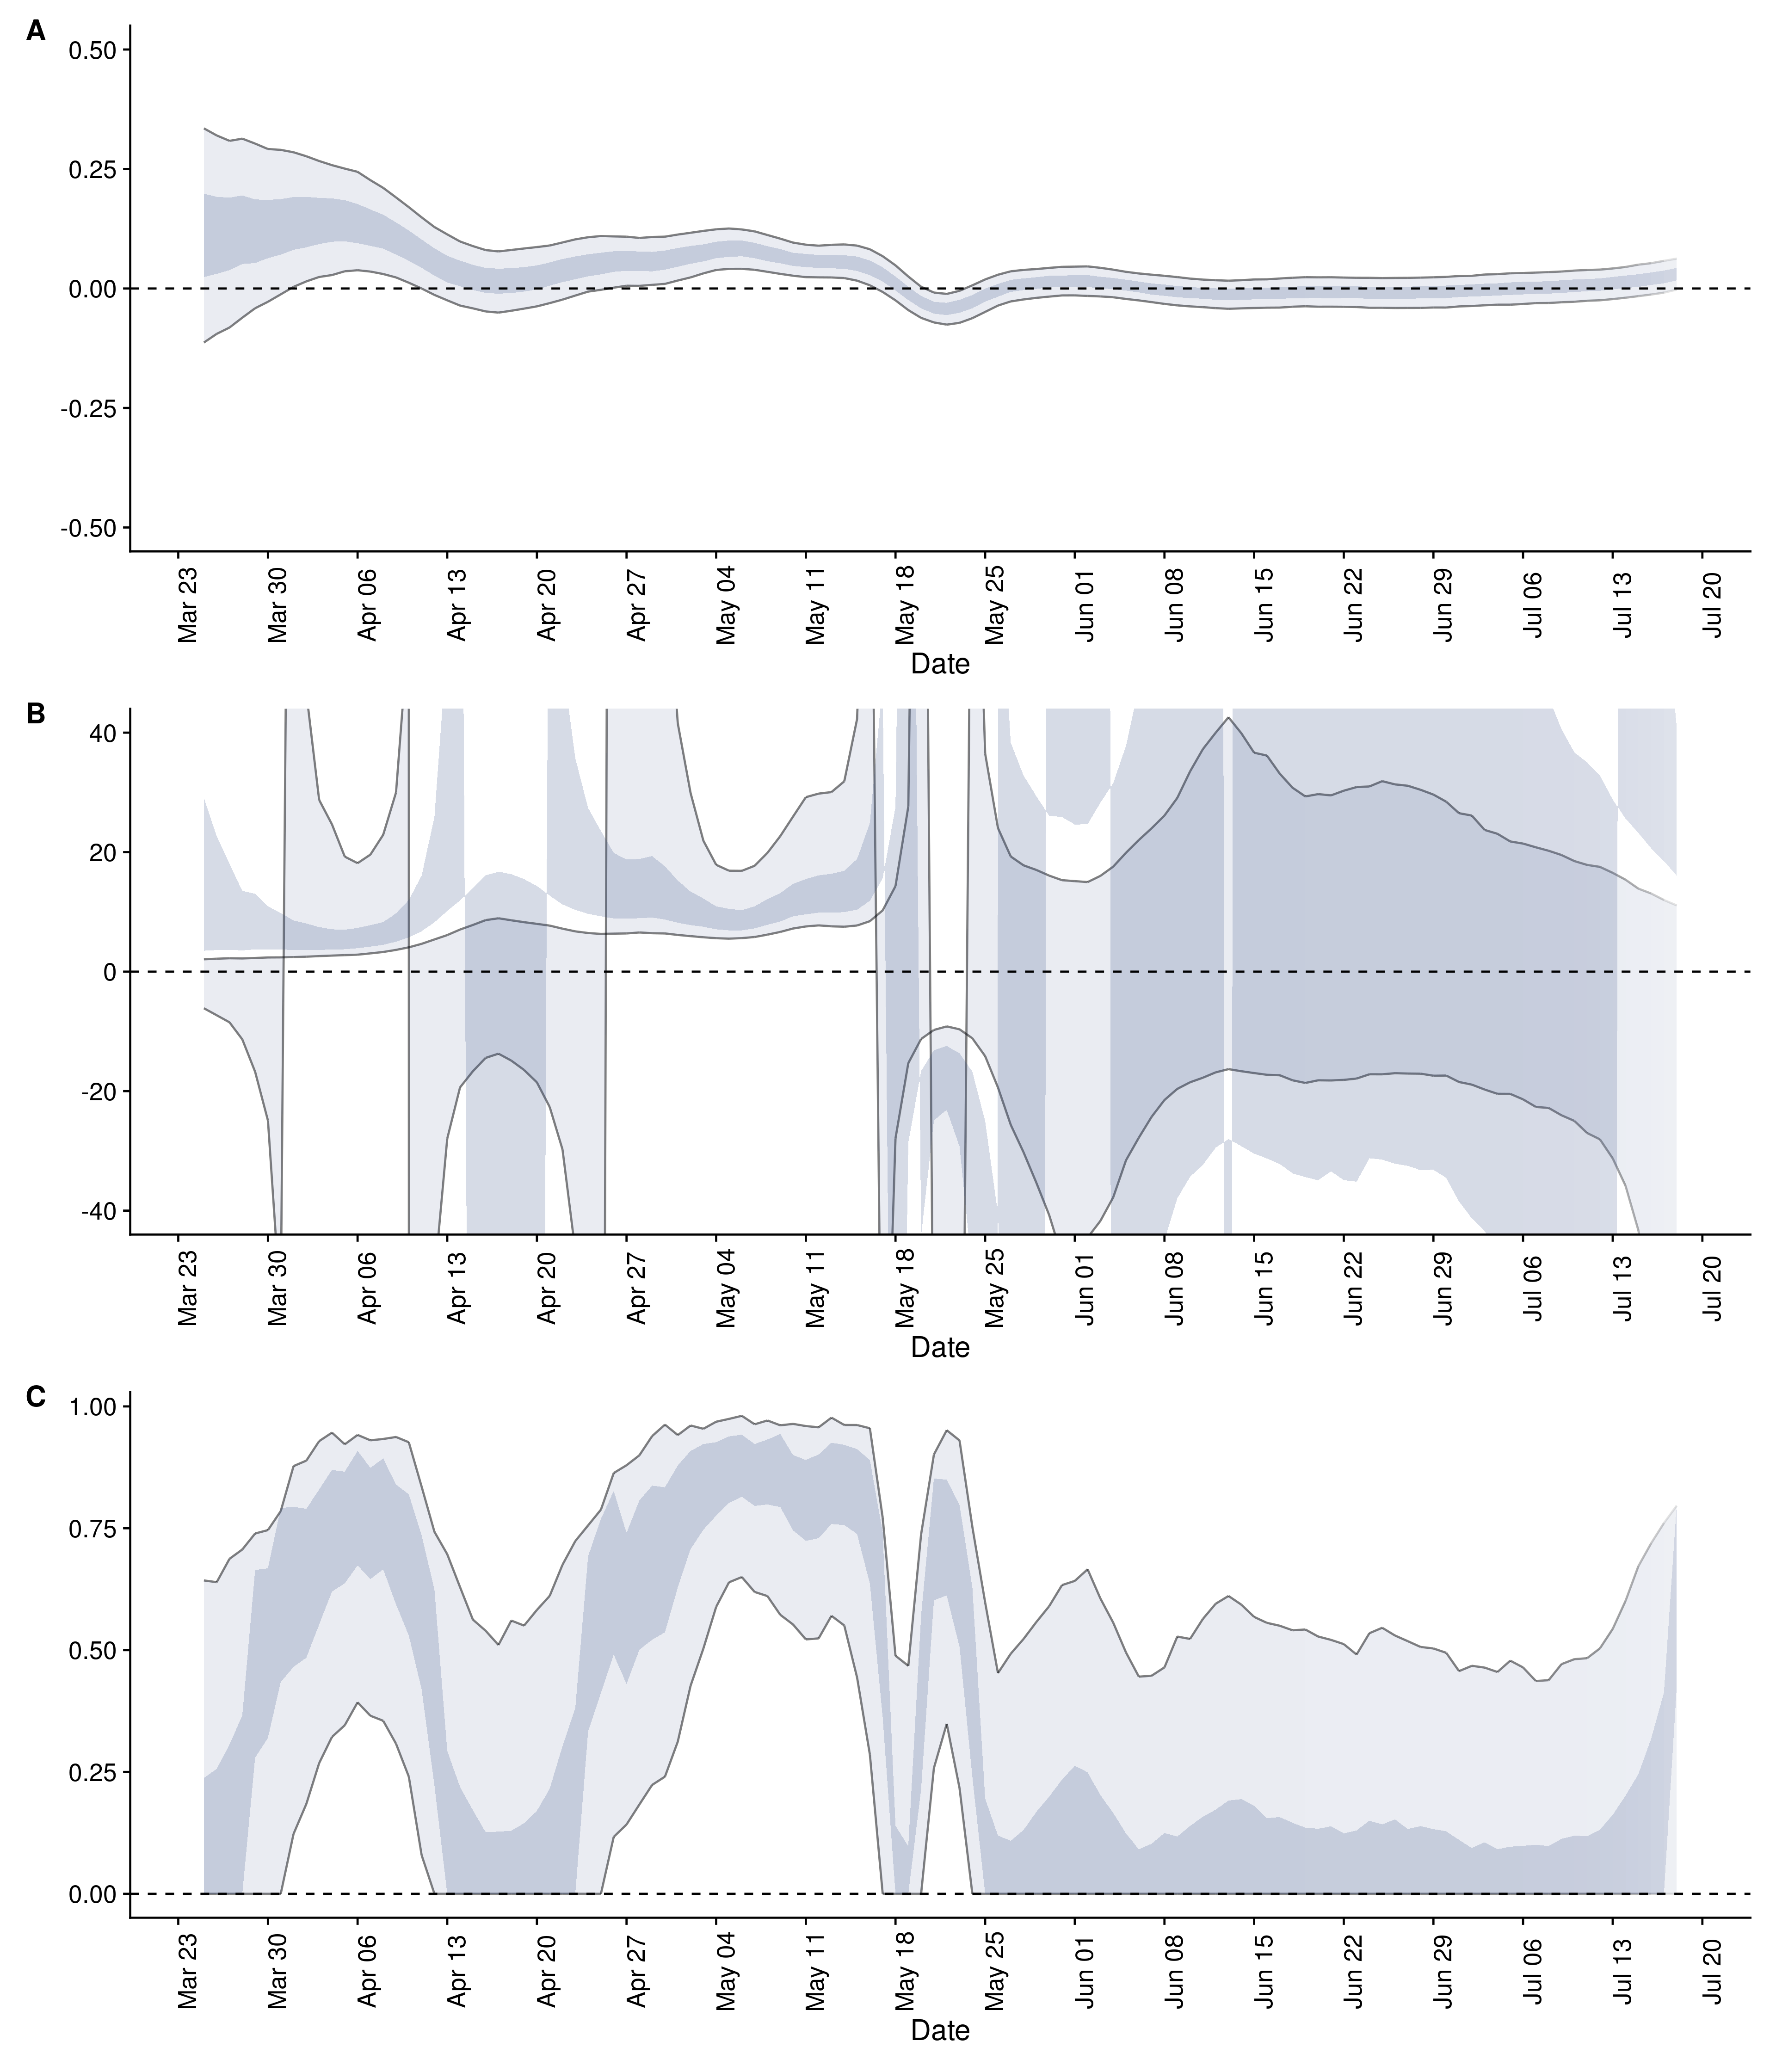 A
0.50
0.25
0.00
-0.25
-0.50
Mar 23
Mar 30
Apr 06
Apr 13
Apr 20
Apr 27
May 04
May 11
May 18
May 25
Jun 01
Jun 08
Jun 15
Jun 22
Jun 29
Jul 06
Jul 13
Jul 20
Date
B
40
20
0
-20
-40
Mar 23
Mar 30
Apr 06
Apr 13
Apr 20
Apr 27
May 04
May 11
May 18
May 25
Jun 01
Jun 08
Jun 15
Jun 22
Jun 29
Jul 06
Jul 13
Jul 20
Date
C
1.00
0.75
0.50
0.25
0.00
Mar 23
Mar 30
Apr 06
Apr 13
Apr 20
Apr 27
May 04
May 11
May 18
May 25
Jun 01
Jun 08
Jun 15
Jun 22
Jun 29
Jul 06
Jul 13
Jul 20
Date